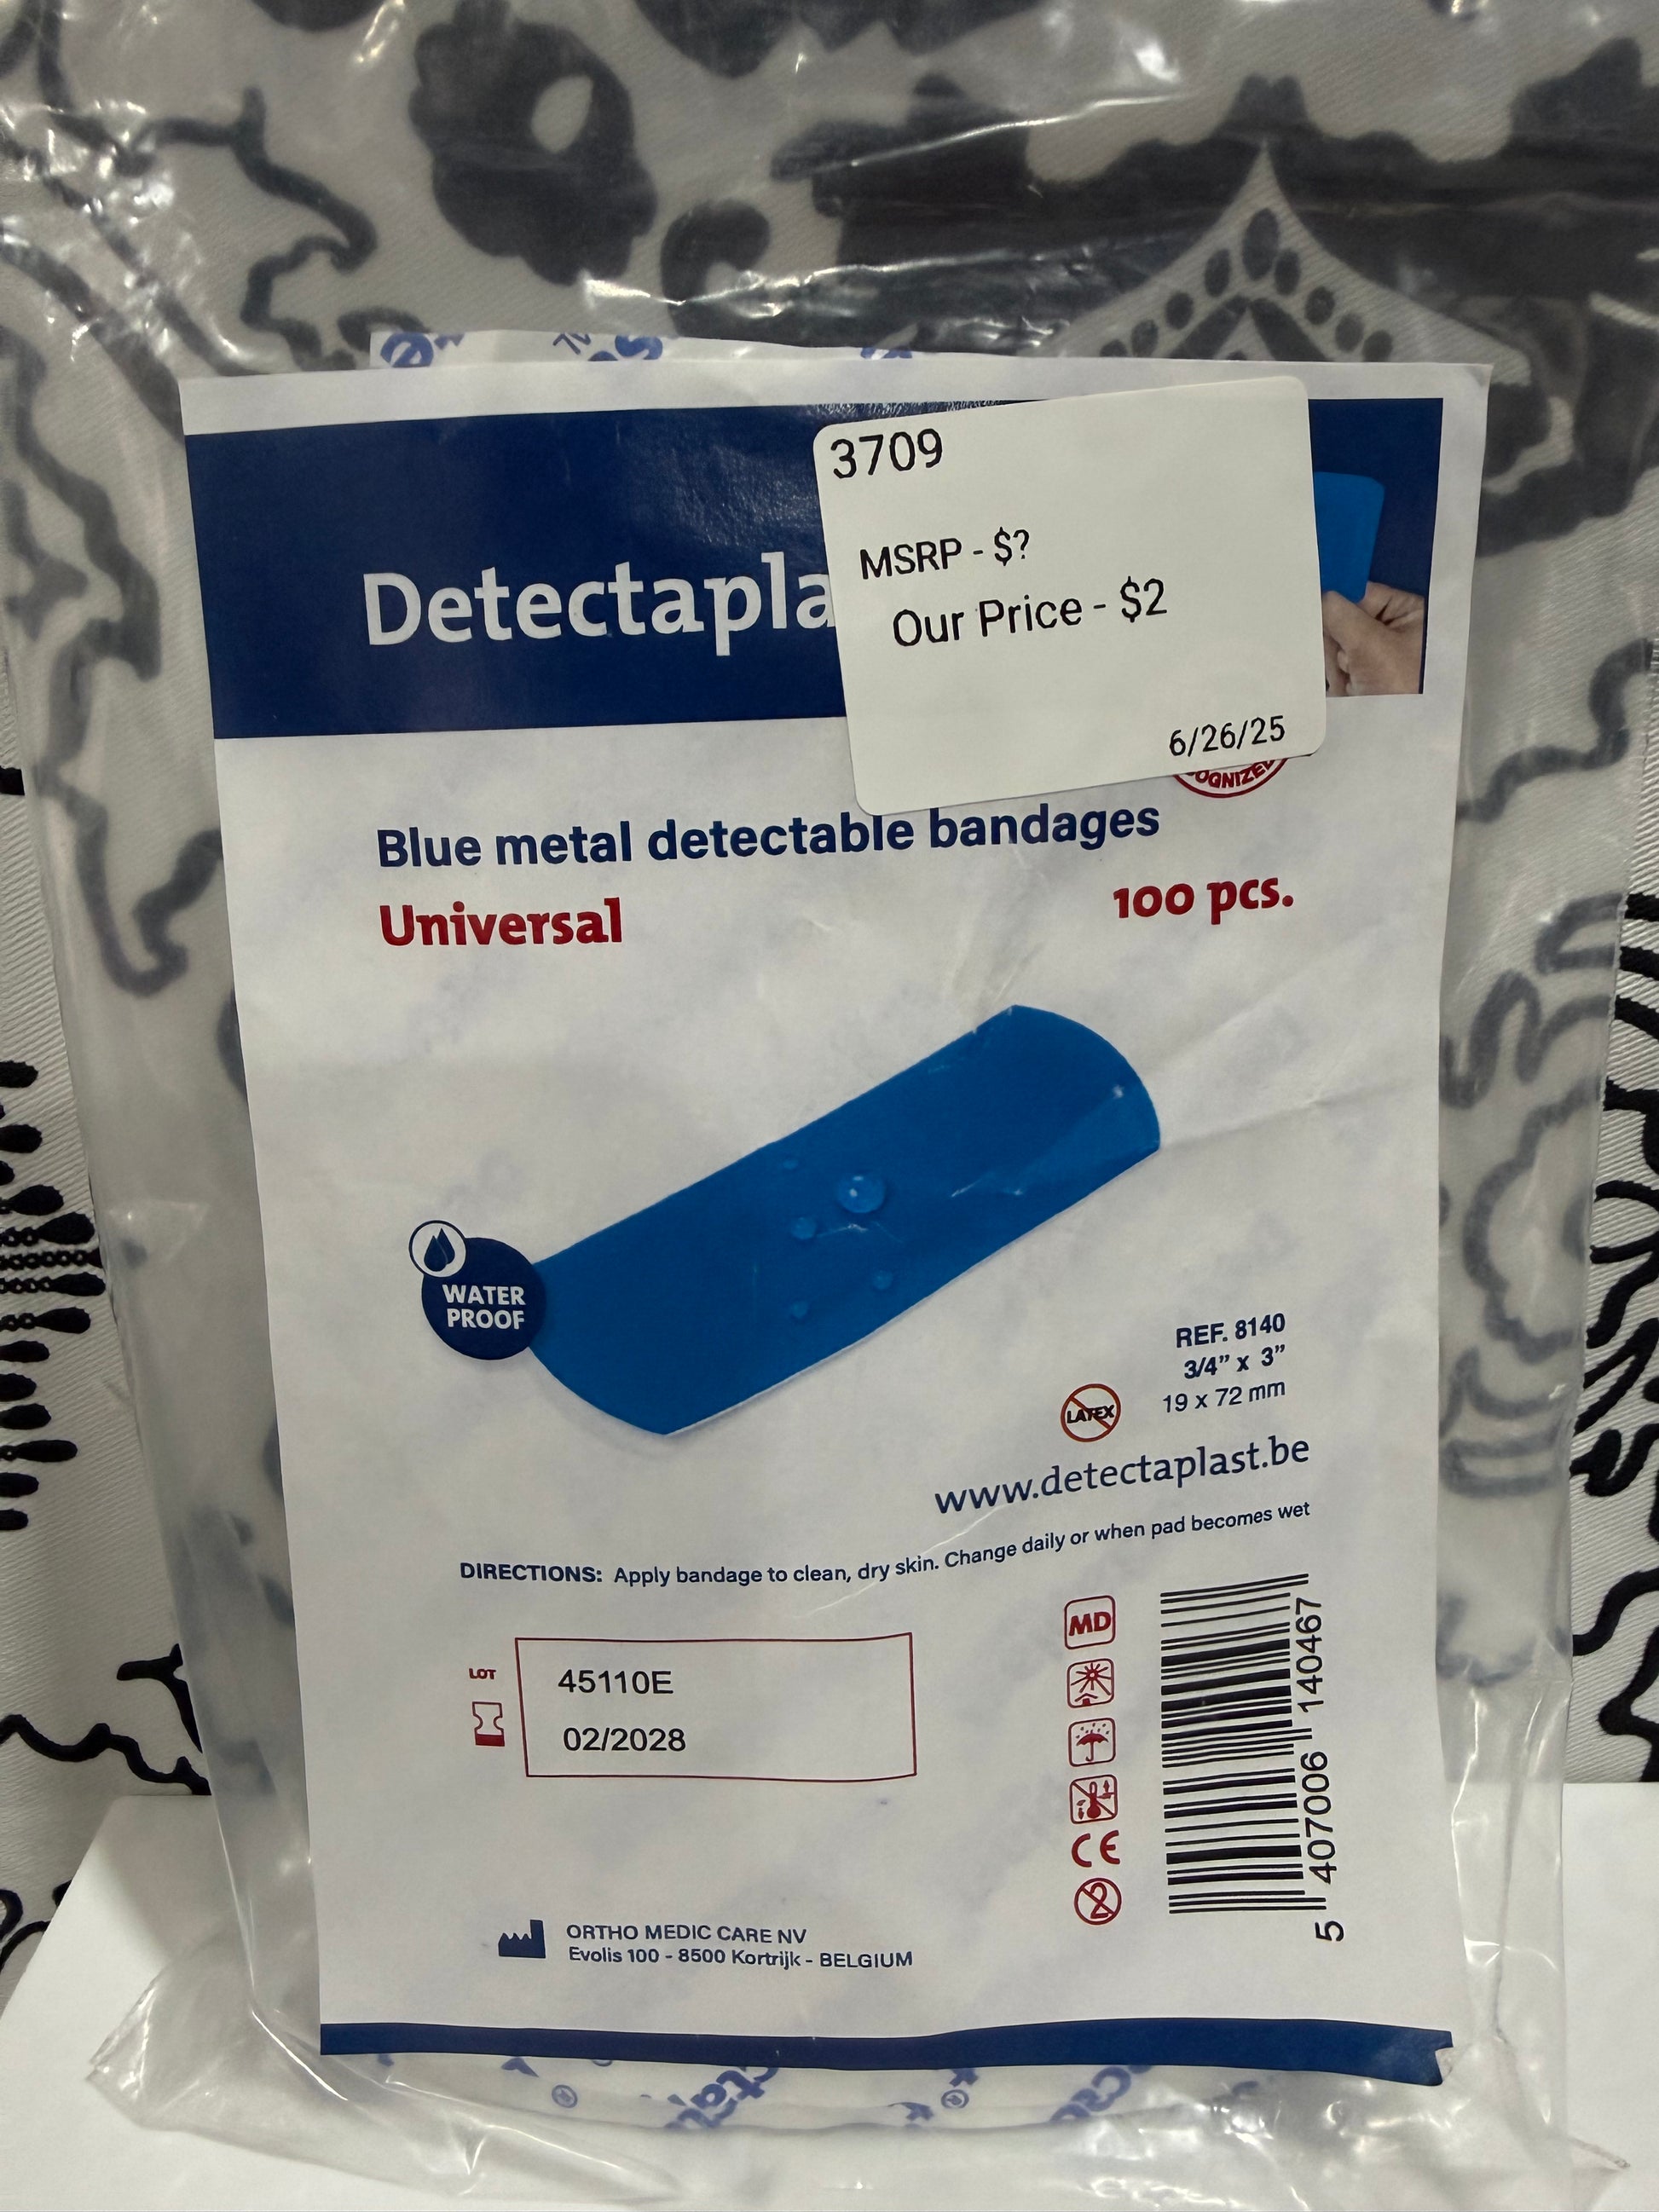 3709
MSRP - $?
Our Price - $2
6/26/25
Detectapla
OGNIZED
Blue metal detectable bandages
Universal
100 pcs.
WATER
PROOF
REF. 8140
3/4” x 3”
19 x 72 mm
LATEX
www.detectaplast.be
DIRECTIONS: Apply bandage to clean, dry skin. Change daily or when pad becomes wet
LOT
45110E
02/2028
MD
CE
2
5 407006 140467
ORTHO MEDIC CARE NV
Evolis 100 - 8500 Kortrijk - BELGIUM